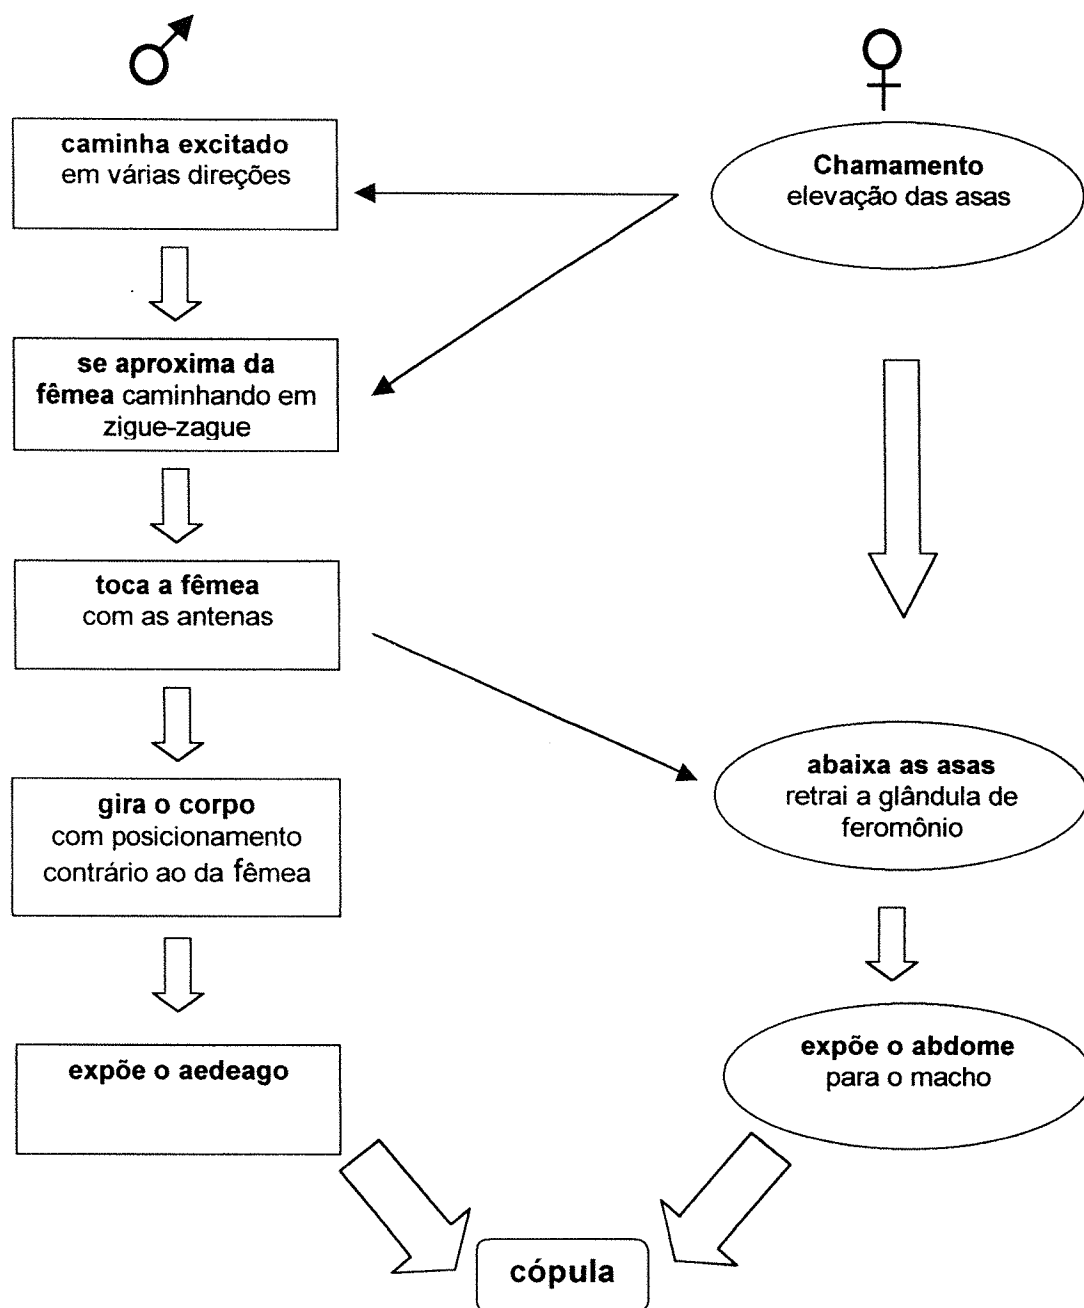 caminha excitado
em várias direções
Chamamento
elevação das asas
se aproxima da
fêmea caminhando em
zigue-zague
toca a fêmea
com as antenas
gira o corpo
com posicionamento
contrário ao da fêmea
abaixa as asas
retrai a glândula de
feromônio
expõe o aedeago
expõe o abdome
para o macho
cópula